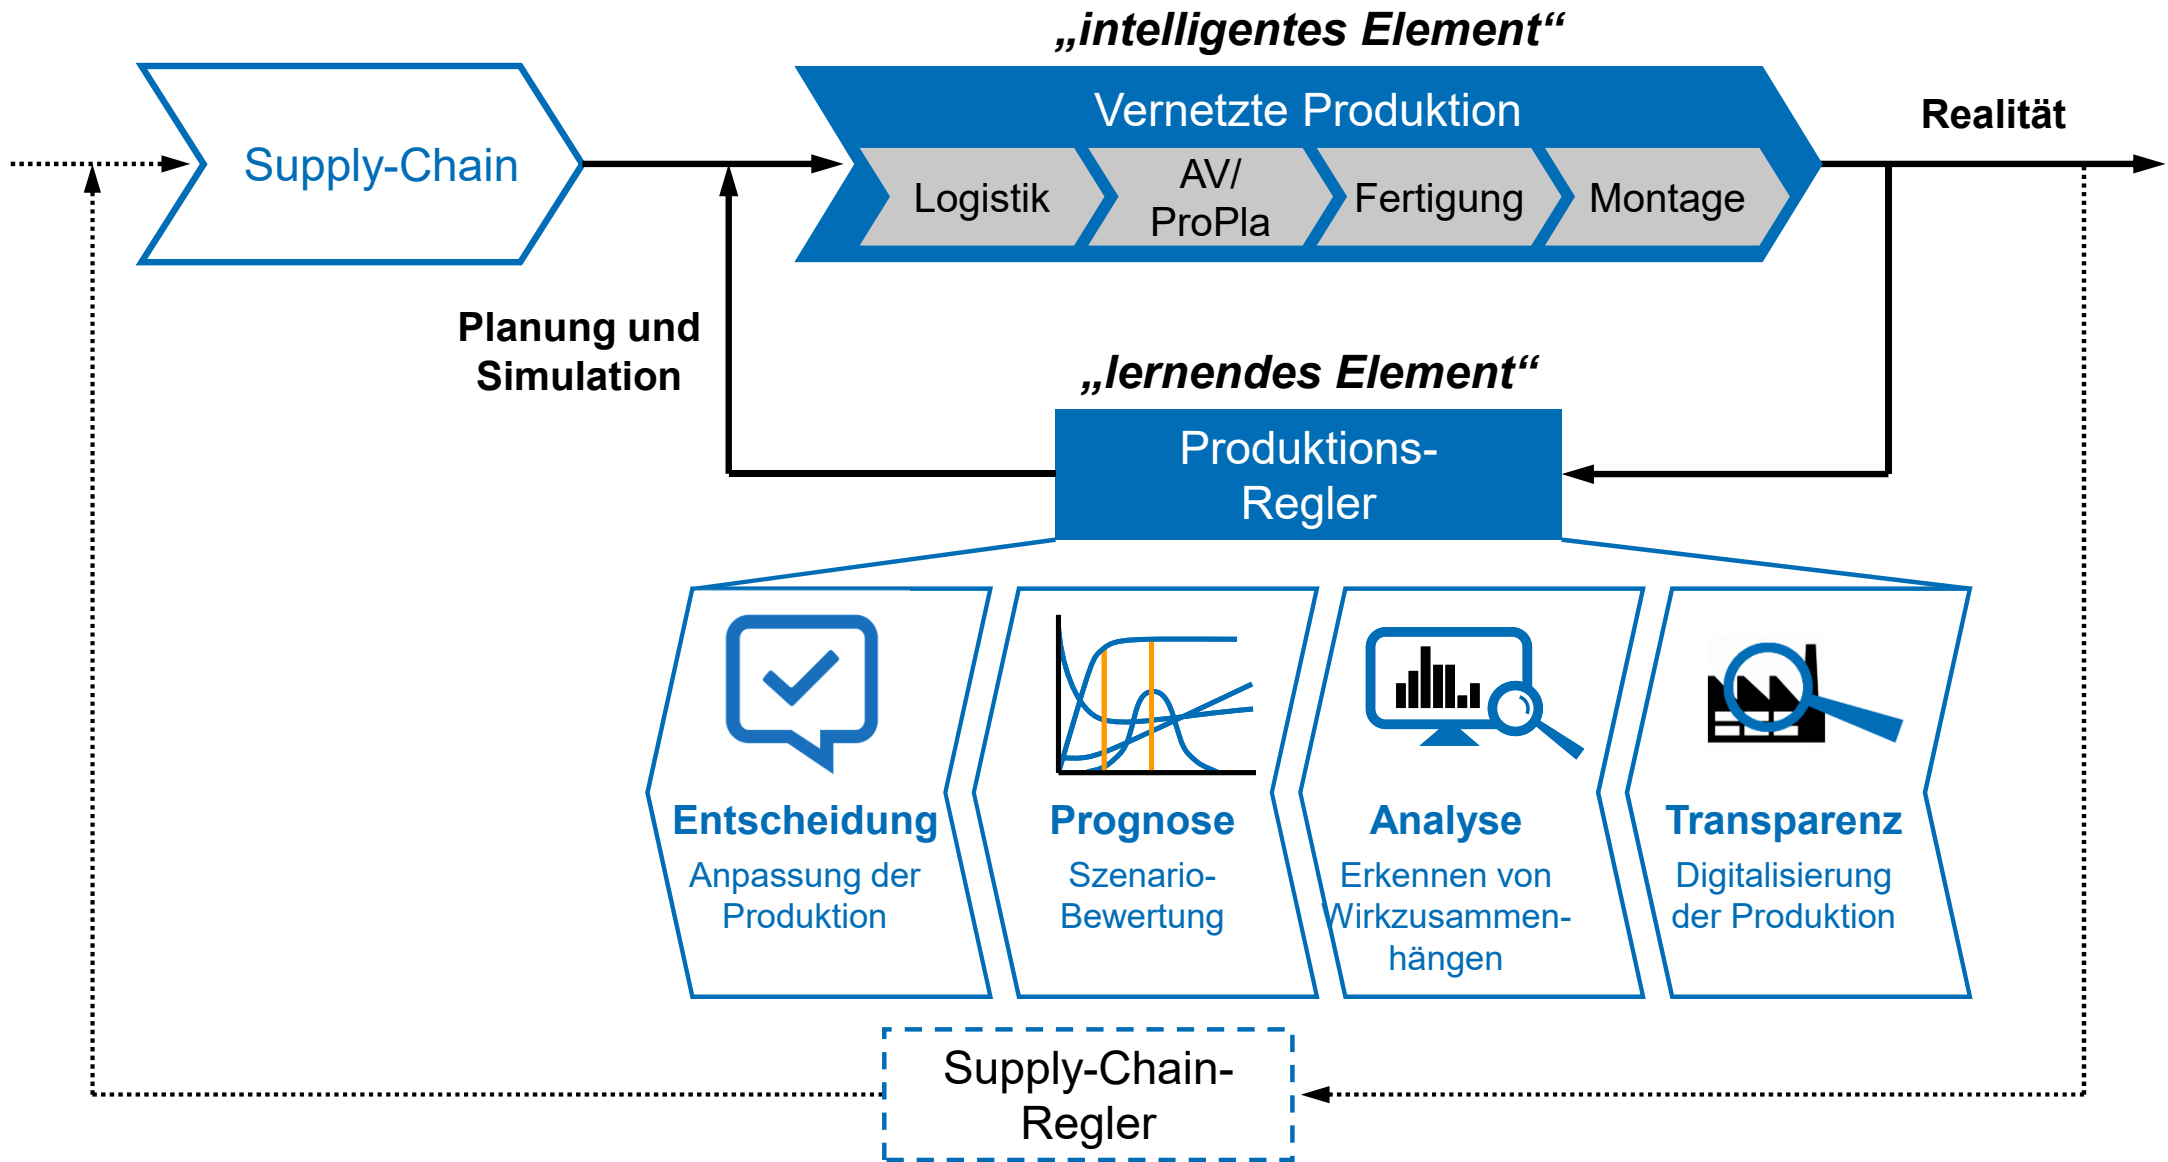 „intelligentes Element“
Vernetzte Produktion
Realität
Supply-Chain
Logistik
AV/
ProPla
Fertigung
Montage
Planung und
Simulation
„lernendes Element“
Produktions-
Regler
Entscheidung
Anpassung der
Produktion
Prognose
Szenario-
Bewertung
Analyse
Erkennen von
Wirkzusammen-
hängen
Transparenz
Digitalisierung
der Produktion
Supply-Chain-
Regler